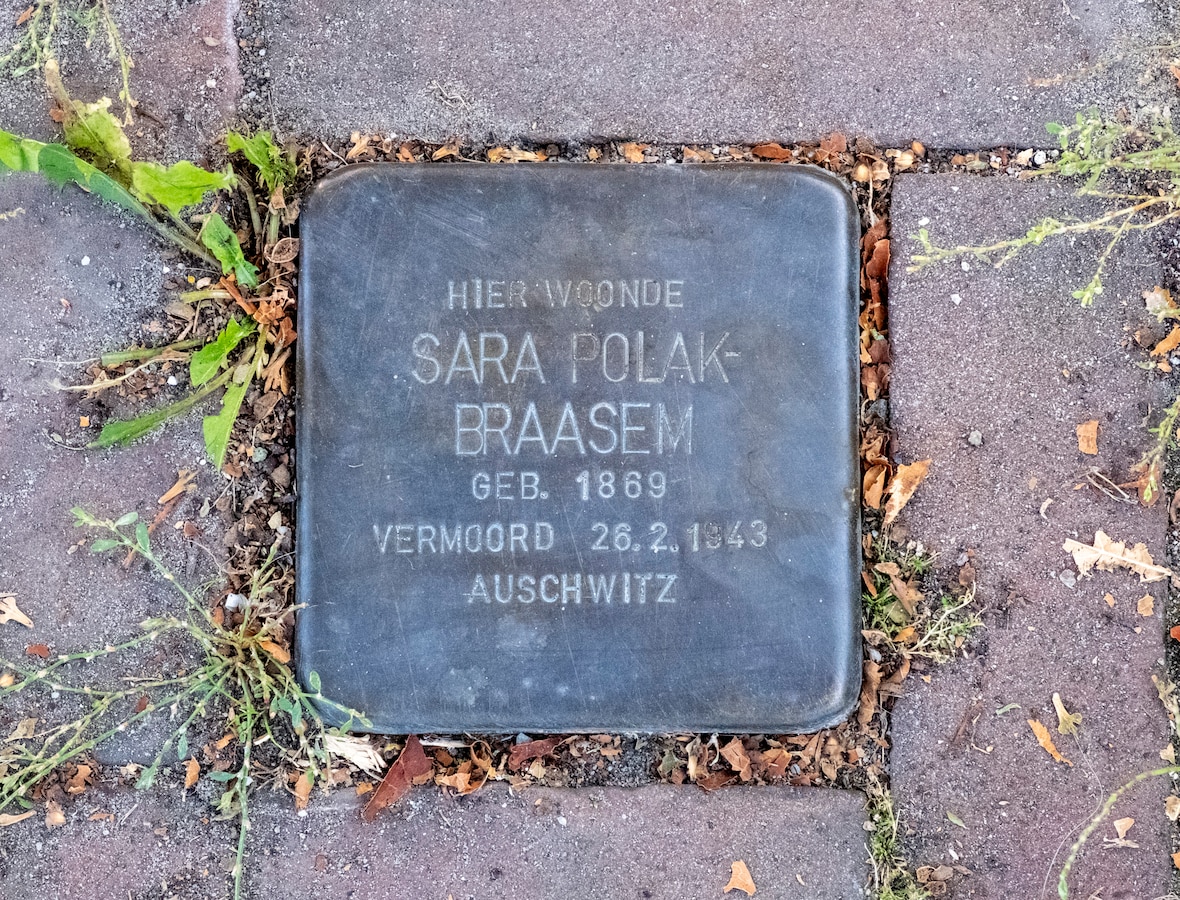 HIER WOONDE
SARA POLAK-
BRAASEM
GEB. 1869
VERMOORD 26.2.1943
AUSCHWITZ